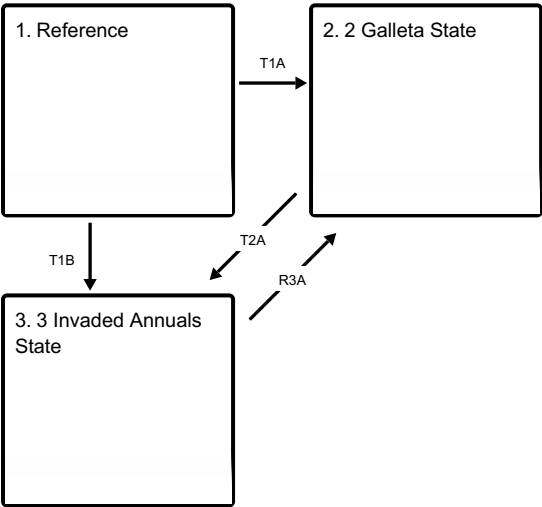 1. Reference
2. 2 Galleta State
T1A
T2A
T1B
R3A
3. 3 Invaded Annuals
State